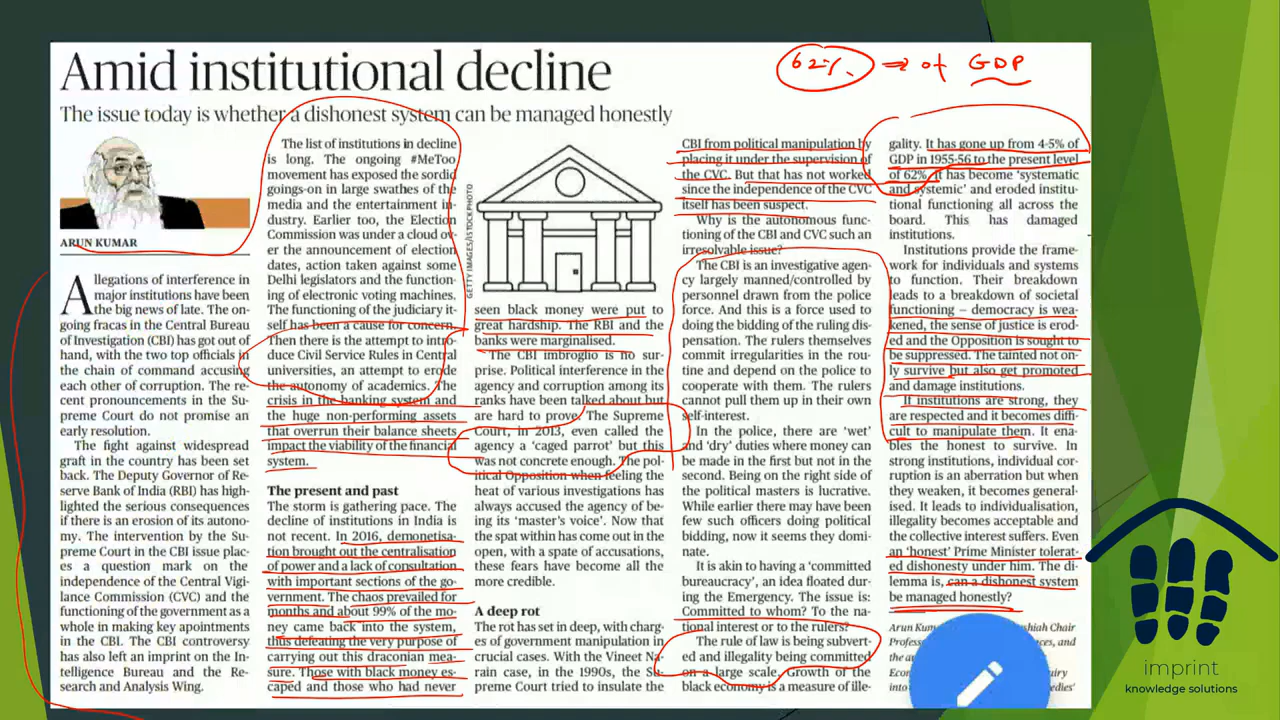 Amid institutional decline
The issue today is whether a dishonest system can be managed honestly
62% ⇒ of GDP
ARUN KUMAR
Allegations of interference in
major institutions have been
the big news of late. The on-
going fracas in the Central Bureau
of Investigation (CBI) has got out of
hand, with the two top officials in
the chain of command accusing
each other of corruption. The re-
cent pronouncements in the Su-
preme Court do not promise an
early resolution.
The fight against widespread
graft in the country has been set
back. The Deputy Governor of Re-
serve Bank of India (RBI) has high-
lighted the serious consequences
if there is an erosion of its autono-
my. The intervention by the Su-
preme Court in the CBI issue plac-
es a question mark on the
independence of the Central Vigi-
lance Commission (CVC) and the
functioning of the government as a
whole in making key appointments
in the CBI. The CBI controversy
has also left an imprint on the In-
telligence Bureau and the Re-
search and Analysis Wing.
The list of institutions in decline
is long. The ongoing #MeToo
movement has exposed the sordid
goings-on in large swathes of the
media and the entertainment in-
dustry. Earlier too, the Election
Commission was under a cloud ov-
er the announcement of election
dates, action taken against some
Delhi legislators and the function-
ing of electronic voting machines.
The functioning of the judiciary it-
self has been a cause for concern.
Then there is the attempt to intro-
duce Civil Service Rules in Central
universities, an attempt to erode
the autonomy of academics. The
crisis in the banking system and
the huge non-performing assets
that overrun their balance sheets
impact the viability of the financial
system.
The present and past
The storm is gathering pace. The
decline of institutions in India is
not recent. In 2016, demonetisa-
tion brought out the centralisation
of power and a lack of consultation
with important sections of the go-
vernment. The chaos prevailed for
months and about 99% of the mo-
ney came back into the system,
thus defeating the very purpose of
carrying out this draconian mea-
sure. Those with black money es-
caped and those who had never
GETTY IMAGES/ISTOCKPHOTO
seen black money were put to
great hardship. The RBI and the
banks were marginalised.
The CBI imbroglio is no sur-
prise. Political interference in the
agency and corruption among its
ranks have been talked about but
are hard to prove. The Supreme
Court, in 2013, even called the
agency a ‘caged parrot’ but this
was not concrete enough. The pol-
itical Opposition when feeling the
heat of various investigations has
always accused the agency of be-
ing its ‘master’s voice’. Now that
the spat within has come out in the
open, with a spate of accusations,
these fears have become all the
more credible.
A deep rot
The rot has set in deep, with charg-
es of government manipulation in
crucial cases. With the Vineet Na-
rain case, in the 1990s, the Su-
preme Court tried to insulate the
CBI from political manipulation by
placing it under the supervision of
the CVC. But that has not worked
since the independence of the CVC
itself has been suspect.
Why is the autonomous func-
tioning of the CBI and CVC such an
irresolvable issue?
The CBI is an investigative agen-
cy largely manned/controlled by
personnel drawn from the police
force. And this is a force used to
doing the bidding of the ruling dis-
pensation. The rulers themselves
commit irregularities in the rou-
tine and depend on the police to
cooperate with them. The rulers
cannot pull them up in their own
self-interest.
In the police, there are ‘wet’
and ‘dry’ duties where money can
be made in the first but not in the
second. Being on the right side of
the political masters is lucrative.
While earlier there may have been
few such officers doing political
bidding, now it seems they domi-
nate.
It is akin to having a ‘committed
bureaucracy’, an idea floated dur-
ing the Emergency. The issue is:
Committed to whom? To the na-
tional interest or to the rulers?
The rule of law is being subvert-
ed and illegality being committed
on a large scale. Growth of the
black economy is a measure of ille-
gality. It has gone up from 4-5% of
GDP in 1955-56 to the present level
of 62%. It has become ‘systematic
and systemic’ and eroded institu-
tional functioning all across the
board. This has damaged
institutions.
Institutions provide the frame-
work for individuals and systems
to function. Their breakdown
leads to a breakdown of societal
functioning – democracy is wea-
kened, the sense of justice is erod-
ed and the Opposition is sought to
be suppressed. The tainted not on-
ly survive but also get promoted
and damage institutions.
If institutions are strong, they
are respected and it becomes diffi-
cult to manipulate them. It ena-
bles the honest to survive. In
strong institutions, individual cor-
ruption is an aberration but when
they weaken, it becomes general-
ised. It leads to individualisation,
illegality becomes acceptable and
the collective interest suffers. Even
an ‘honest’ Prime Minister tolerat-
ed dishonesty under him. The di-
lemma is, can a dishonest system
be managed honestly?
Arun Kumar Chair
and
the
into
imprint
knowledge solutions